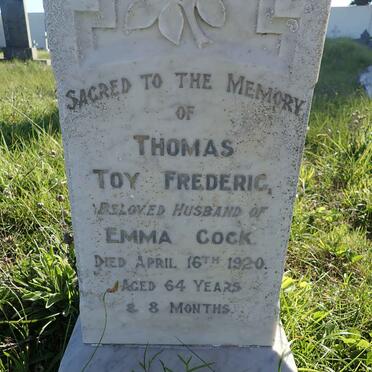 SACRED TO THE MEMORY
OF
THOMAS
TOY FREDERIC,
BELOVED HUSBAND OF
EMMA COCK.
DIED APRIL 16TH 1920.
AGED 64 YEARS
& 8 MONTHS.